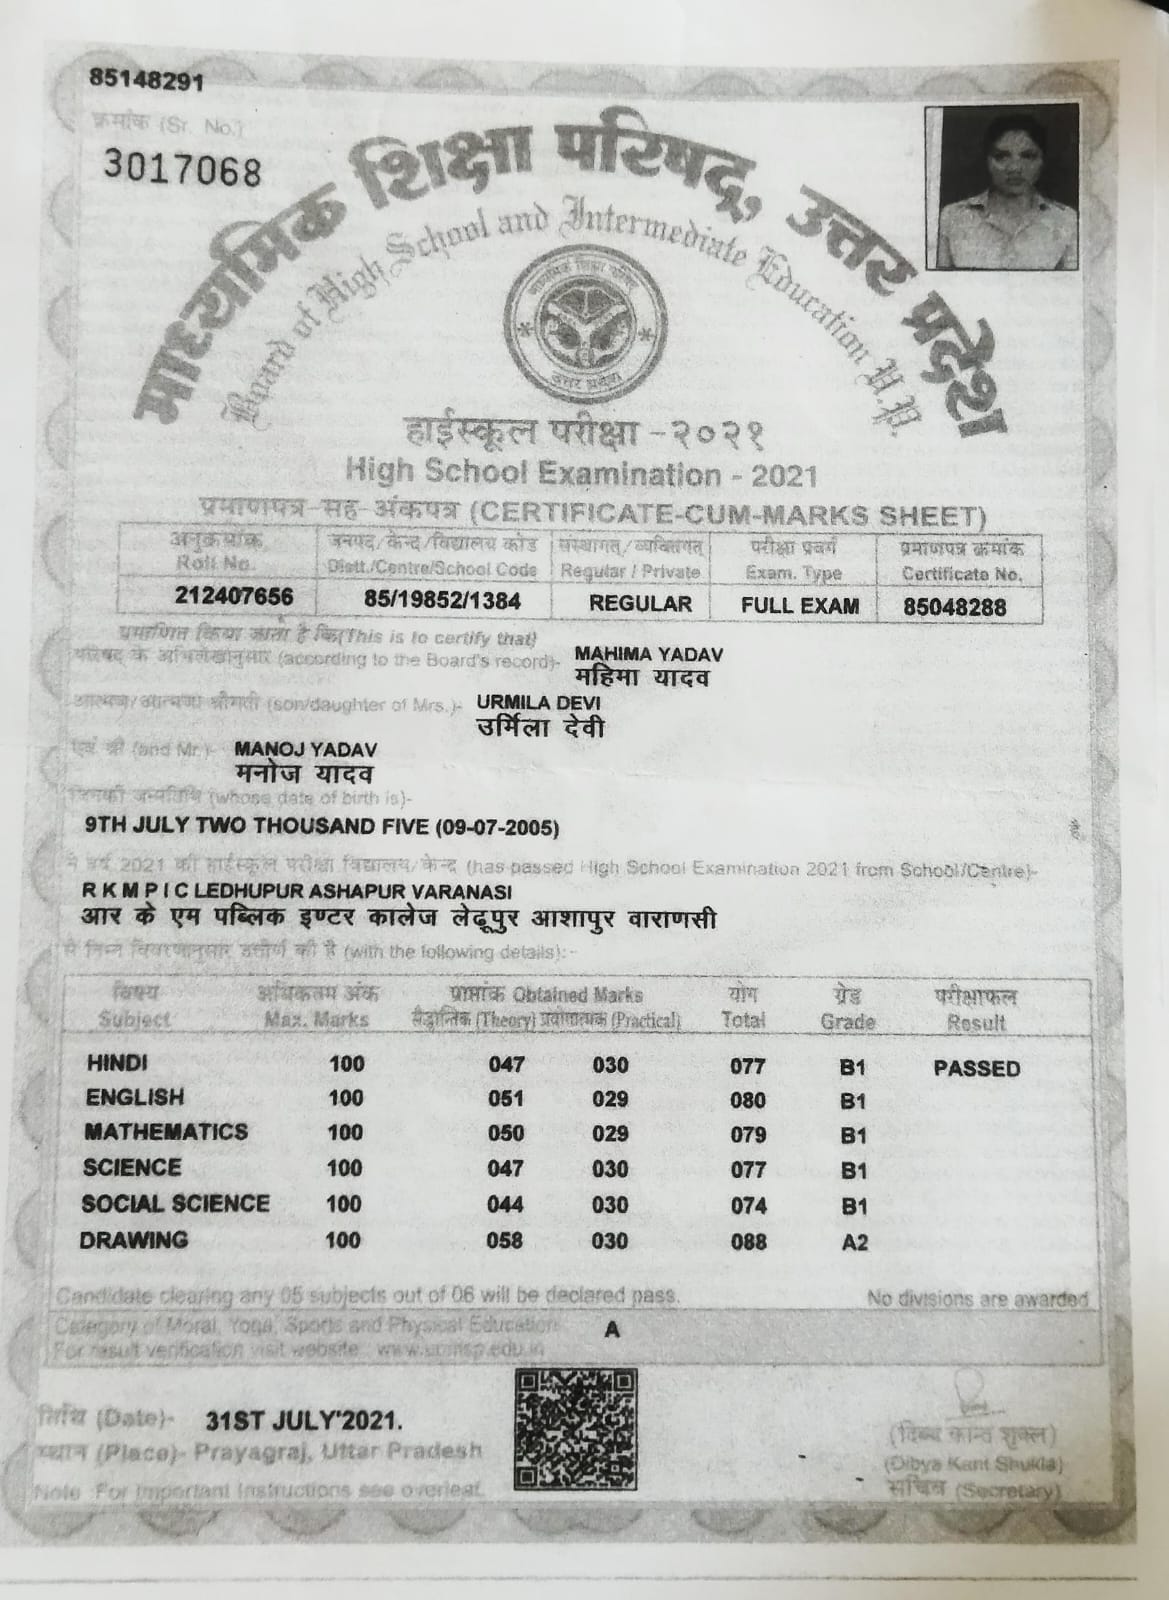 85148291
क्रमांक (Sr. No.)
3017068
माध्यमिक शिक्षा परिषद्, उत्तर प्रदेश
Board of High School and Intermediate Education U.P.
माध्यमिक शिक्षा परिषद्
उत्तर प्रदेश
हाईस्कूल परीक्षा - २०२१
High School Examination - 2021
प्रमाणपत्र-सह-अंकपत्र (CERTIFICATE-CUM-MARKS SHEET)
अनुक्रमांक जनपद/केन्द्र/विद्यालय कोड संस्थागत/व्यक्तिगत परीक्षा प्रवर्ग प्रमाणपत्र क्रमांक
Roll No. Distt./Centre/School Code Regular / Private Exam. Type Certificate No.
212407656 85/19852/1384 REGULAR FULL EXAM 85048288
प्रमाणित किया जाता है कि(This is to certify that)
परिषद के अभिलेखानुसार (according to the Board's record)- MAHIMA YADAV
महिमा यादव
आत्मज/आत्मजा श्रीमती (son/daughter of Mrs.)- URMILA DEVI
उर्मिला देवी
एवं श्री (and Mr.)- MANOJ YADAV
मनोज यादव
जिनकी जन्मतिथि (whose date of birth is)-
9TH JULY TWO THOUSAND FIVE (09-07-2005) है
ने वर्ष 2021 की हाईस्कूल परीक्षा विद्यालय/केन्द्र (has passed High School Examination 2021 from School/Centre)-
R K M P I C LEDHUPUR ASHAPUR VARANASI
आर के एम पब्लिक इण्टर कालेज लेढूपुर आशापुर वाराणसी
से निम्न विवरणानुसार उत्तीर्ण की है (with the following details):-
विषय अधिकतम अंक प्राप्तांक Obtained Marks योग ग्रेड परीक्षाफल
Subject Max. Marks सैद्धान्तिक (Theory) प्रयोगात्मक (Practical) Total Grade Result
HINDI 100 047 030 077 B1 PASSED
ENGLISH 100 051 029 080 B1
MATHEMATICS 100 050 029 079 B1
SCIENCE 100 047 030 077 B1
SOCIAL SCIENCE 100 044 030 074 B1
DRAWING 100 058 030 088 A2
Candidate clearing any 05 subjects out of 06 will be declared pass. No divisions are awarded
Category of Moral, Yoga, Sports and Physical Education A
For result verification visit website : www.upmsp.edu.in
तिथि (Date)- 31ST JULY'2021.
स्थान (Place)- Prayagraj, Uttar Pradesh
Note For Important Instructions see overleaf.
(दिब्य कान्त शुक्ल)
(Dibya Kant Shukla)
सचिव (Secretary)